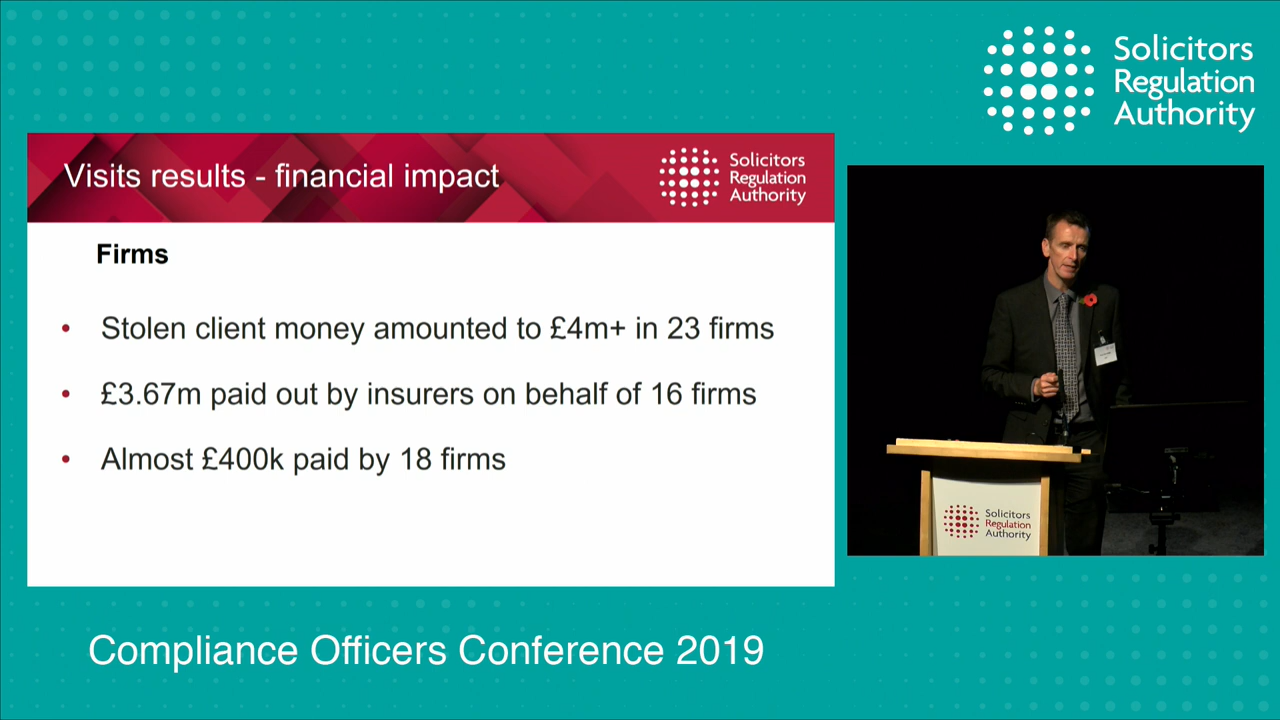 Solicitors
Regulation
Authority
Visits results - financial impact
Solicitors
Regulation
Authority
Firms
• Stolen client money amounted to £4m+ in 23 firms
• £3.67m paid out by insurers on behalf of 16 firms
• Almost £400k paid by 18 firms
Solicitors
Regulation
Authority
Compliance Officers Conference 2019